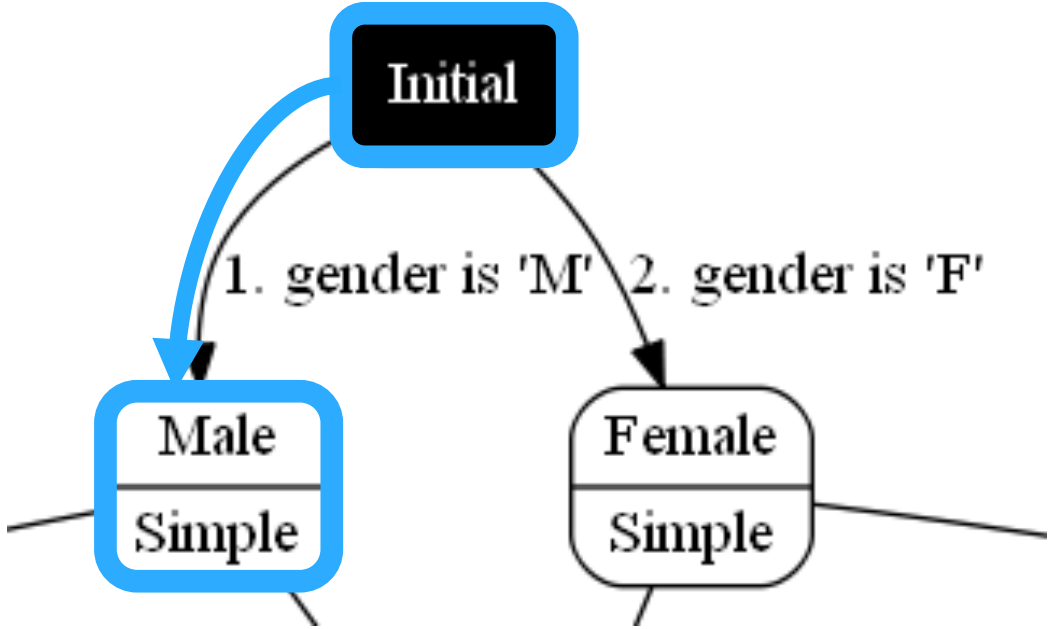 Initial
1. gender is 'M'
2. gender is 'F'
Male
Simple
Female
Simple